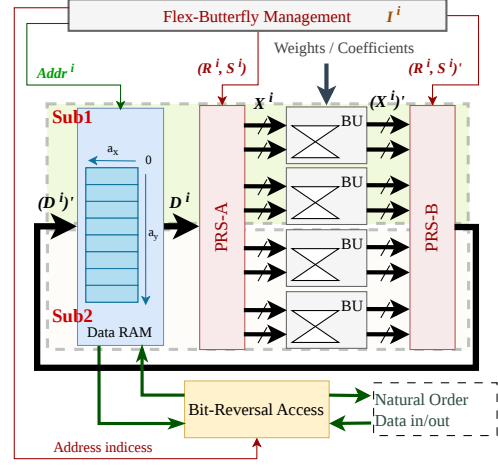 Flex-Butterfly Management I i
Addr i
(R i, S i)
Weights / Coefficients
(R i, S i)'
Sub1
X i
(X i)'
a x
0
BU
(D i)'
D i
PRS-A
BU
PRS-B
a y
BU
Sub2
BU
Data RAM
Bit-Reversal Access
Natural Order
Data in/out
Address indicess